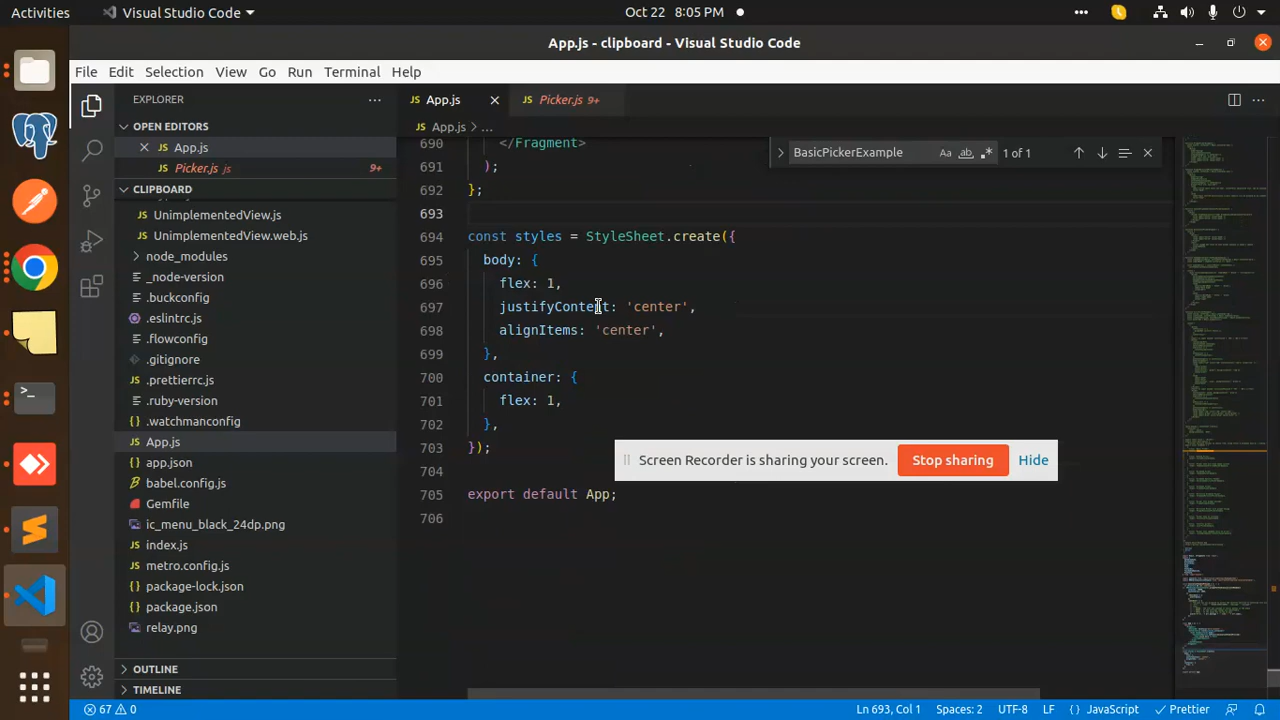 Activities
Visual Studio Code
Oct 22 8:05 PM
App.js - clipboard - Visual Studio Code
File Edit Selection View Go Run Terminal Help
EXPLORER
OPEN EDITORS
App.js
Picker.js js 9+
CLIPBOARD
UnimplementedView.js
UnimplementedView.web.js
node_modules
_node-version
.buckconfig
.eslintrc.js
.flowconfig
.gitignore
.prettierrc.js
.ruby-version
.watchmanconfig
App.js
app.json
babel.config.js
Gemfile
ic_menu_black_24dp.png
index.js
metro.config.js
package-lock.json
package.json
relay.png
OUTLINE
TIMELINE
App.js
Picker.js 9+
App.js > ...
BasicPickerExample Aa ab 1 of 1
690 </Fragment>
691 );
692 };
693
694 const styles = StyleSheet.create({
695 body: {
696 flex: 1,
697 justifyContent: 'center',
698 alignItems: 'center',
699 },
700 container: {
701 flex: 1,
702 },
703 });
704
705 export default App;
706
Screen Recorder is sharing your screen. Stop sharing Hide
67 0
Ln 693, Col 1 Spaces: 2 UTF-8 LF {} JavaScript Prettier